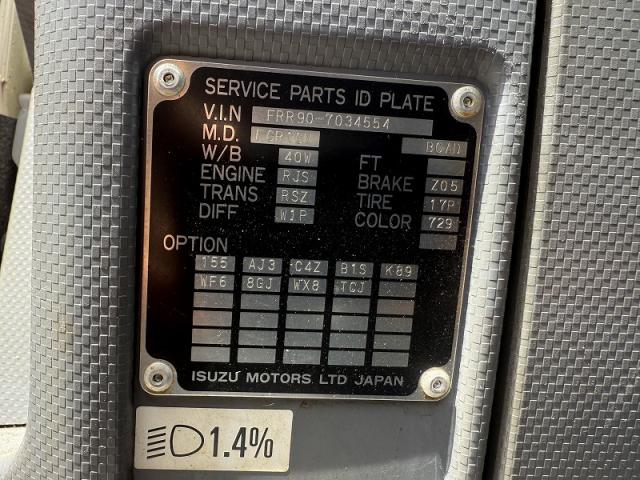 SERVICE PARTS ID PLATE
V.I.N FRR90-7034554
M.D.
W/B 40W FT
ENGINE RJS BRAKE Z05
TRANS RSZ TIRE 17P
DIFF W1P COLOR 729
OPTION
155 AJ3 C4Z B1S K89
WF6 8GJ WX8 TCJ
ISUZU MOTORS LTD JAPAN
1.4%